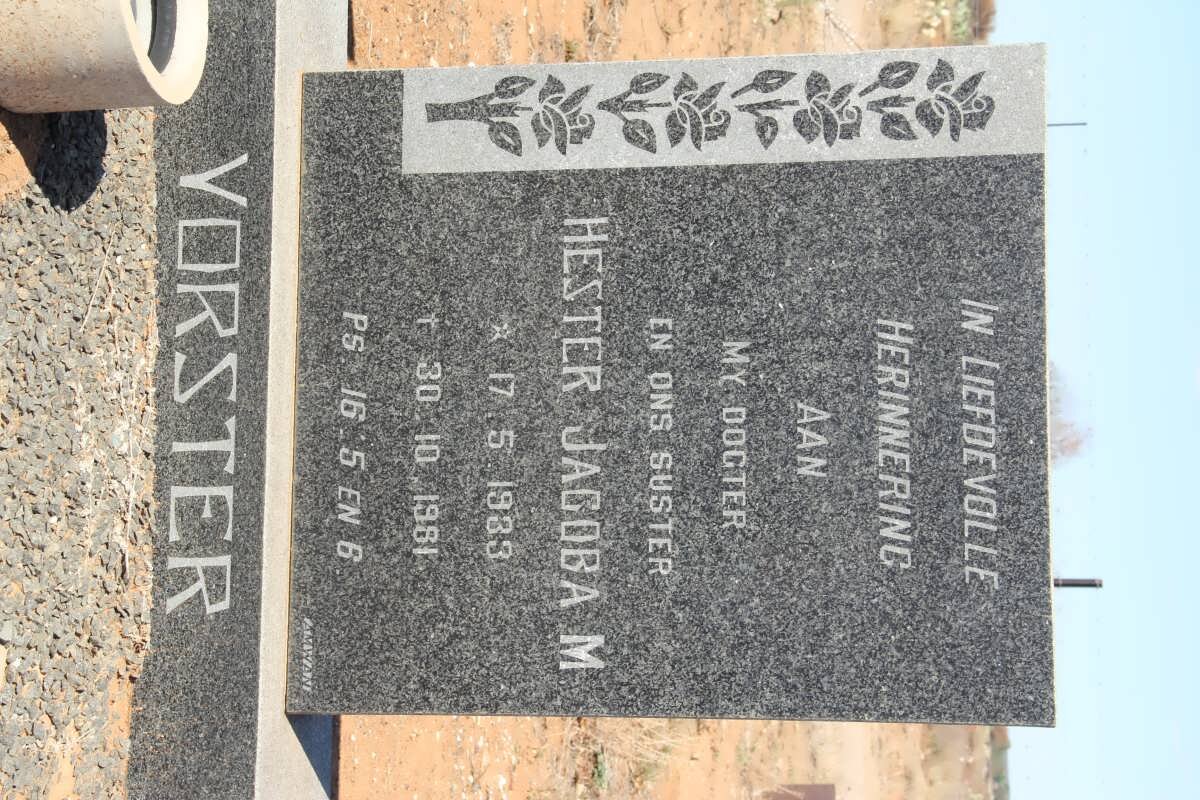 IN LIEFDEVOLLE
HERINNERING
AAN
MY DOGTER
EN ONS SUSTER
HESTER JACOBA M
* 17.5.1933
† 30.10.1981
PS 16:5 EN 6
VORSTER